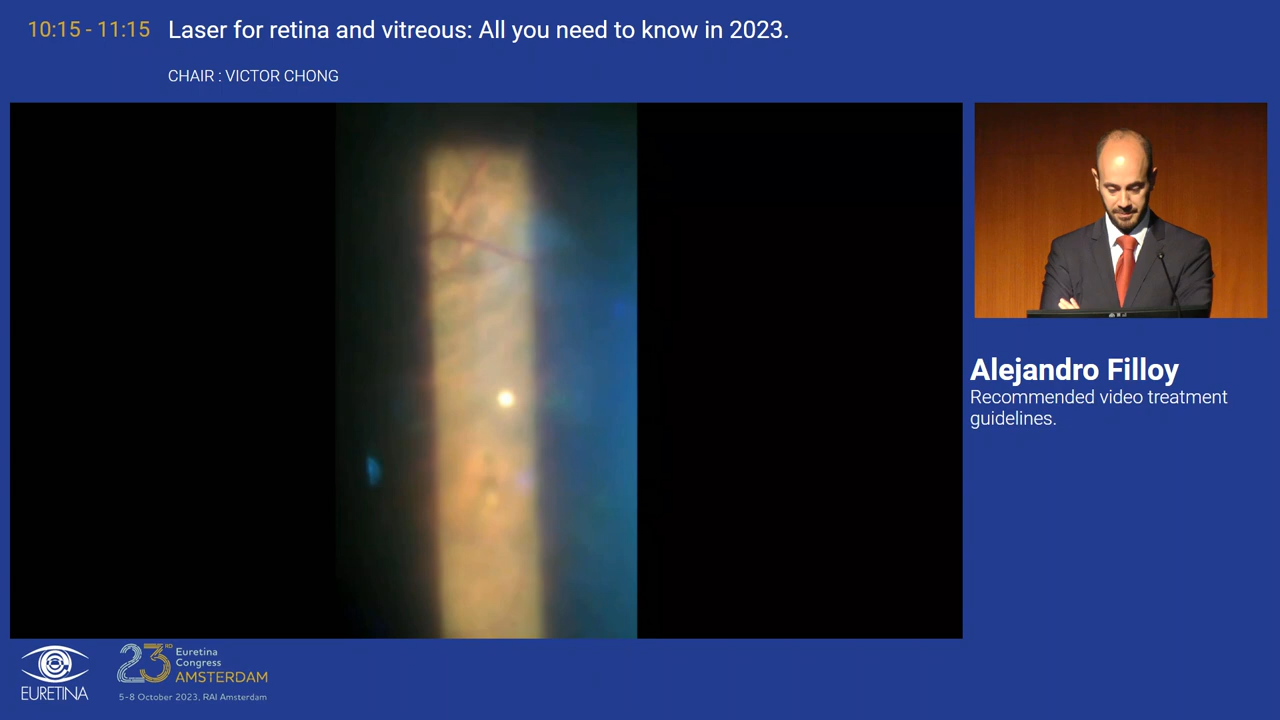 10:15 - 11:15 Laser for retina and vitreous: All you need to know in 2023.
CHAIR : VICTOR CHONG
Alejandro Filloy
Recommended video treatment
guidelines.
EURETINA
23RD
Euretina
Congress
AMSTERDAM
5-8 October 2023, RAI Amsterdam